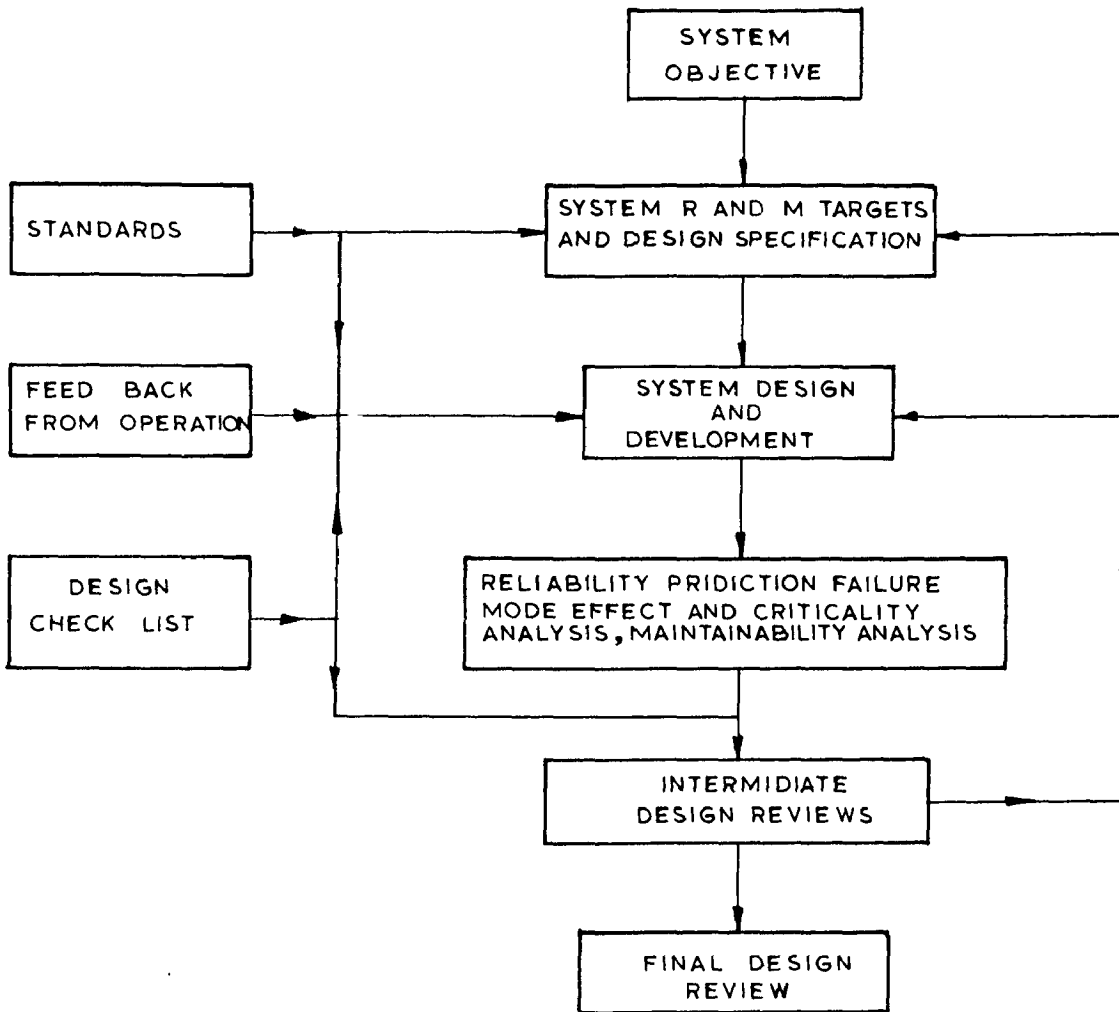 SYSTEM
OBJECTIVE
STANDARDS
SYSTEM R AND M TARGETS
AND DESIGN SPECIFICATION
FEED BACK
FROM OPERATION
SYSTEM DESIGN
AND
DEVELOPMENT
DESIGN
CHECK LIST
RELIABILITY PRIDICTION FAILURE
MODE EFFECT AND CRITICALITY
ANALYSIS, MAINTAINABILITY ANALYSIS
INTERMIDIATE
DESIGN REVIEWS
FINAL DESIGN
REVIEW